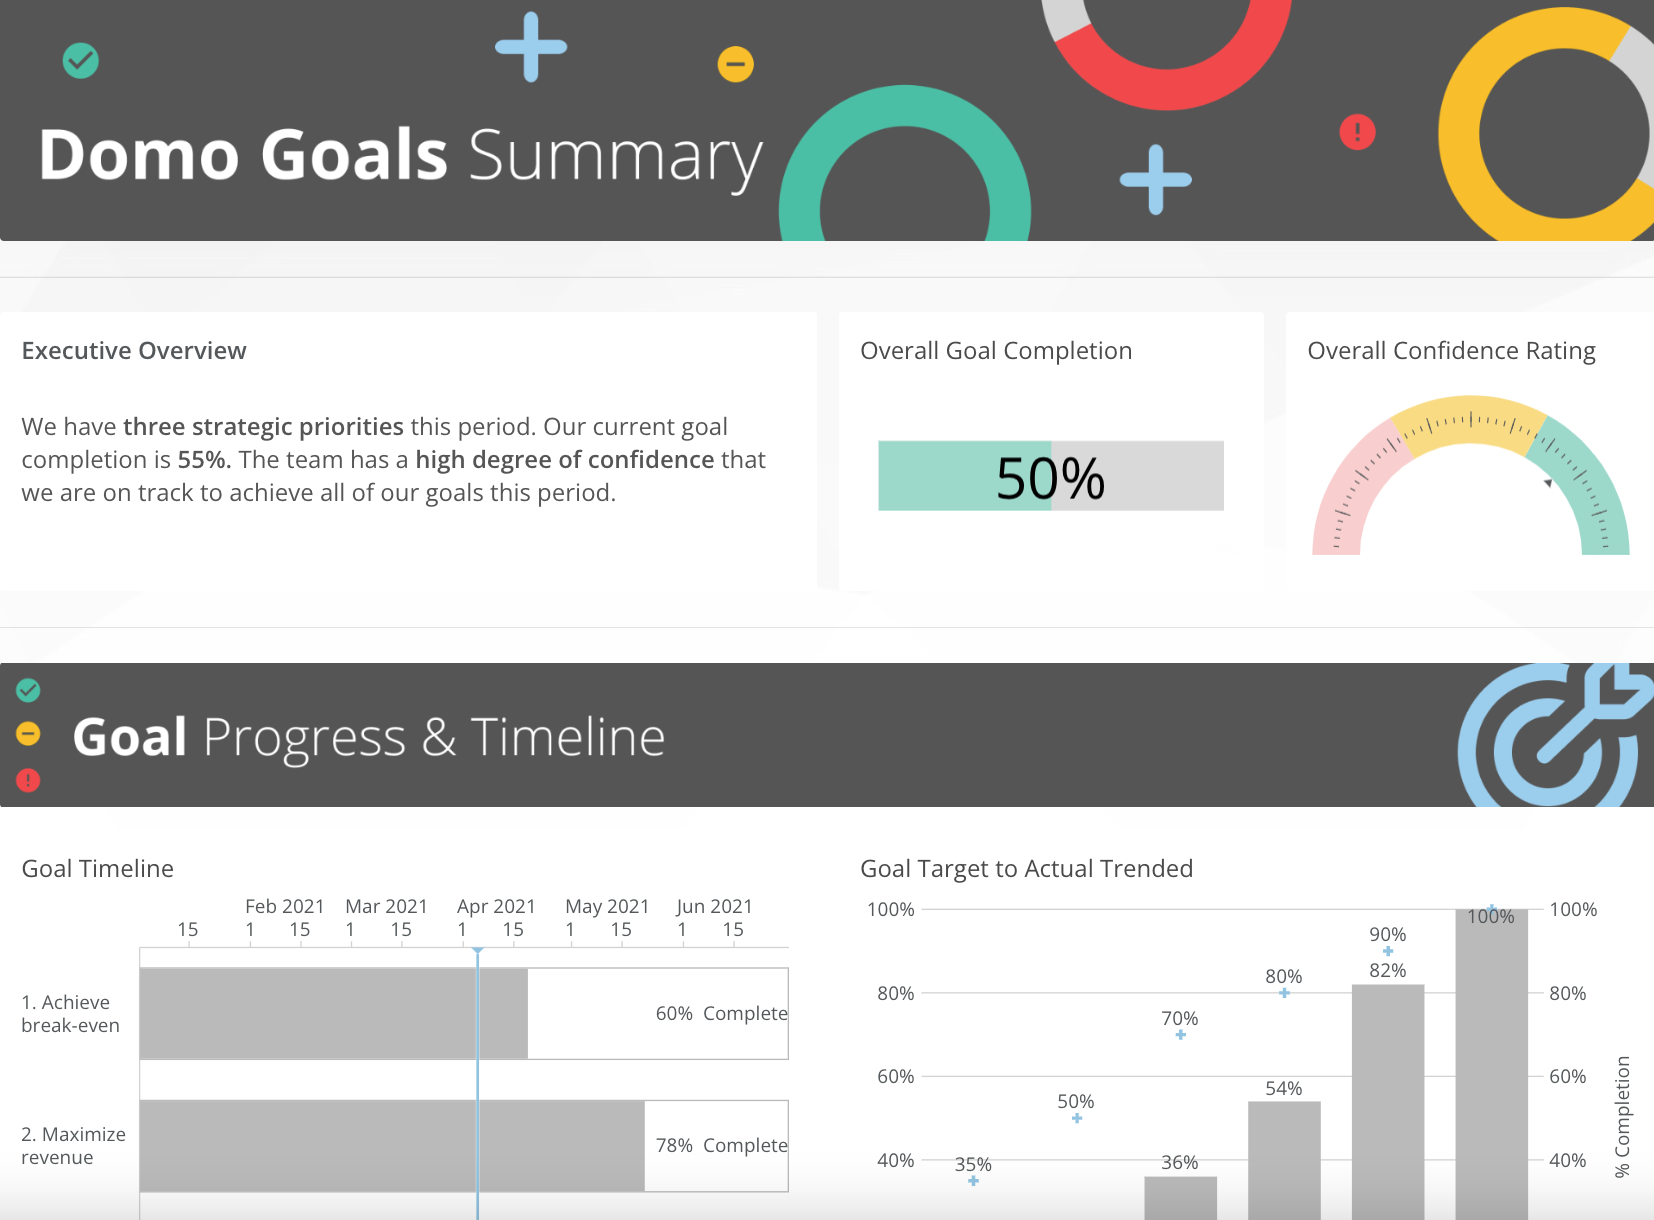 Domo Goals Summary
Executive Overview
We have three strategic priorities this period. Our current goal
completion is 55%. The team has a high degree of confidence that
we are on track to achieve all of our goals this period.
Overall Goal Completion
50%
Overall Confidence Rating
Goal Progress & Timeline
Goal Timeline
Feb 2021 Mar 2021 Apr 2021 May 2021 Jun 2021
15 1 15 1 15 1 15 1 15 1 15
1. Achieve
break-even
60% Complete
2. Maximize
revenue
78% Complete
Goal Target to Actual Trended
100% 100% 100%
90%
82%
80% 80% 80%
70%
60% 60%
54%
50%
40% 35% 36% 40%
% Completion